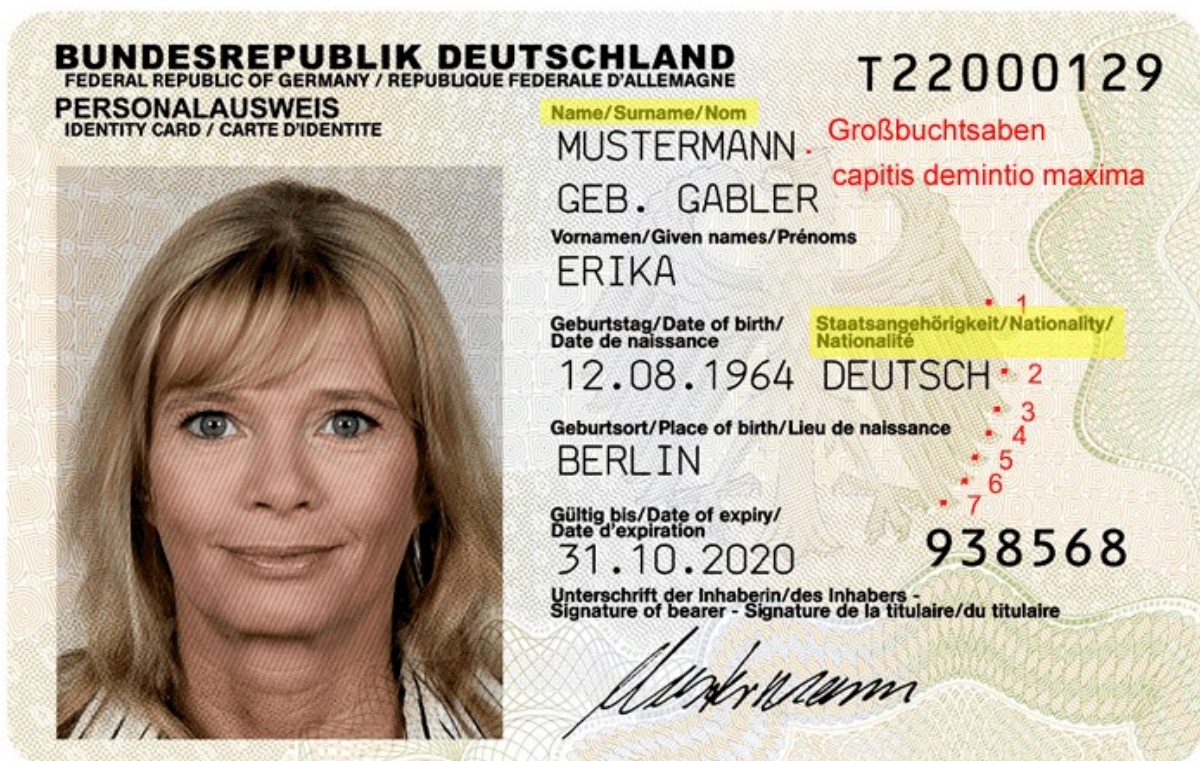 BUNDESREPUBLIK DEUTSCHLAND
FEDERAL REPUBLIC OF GERMANY / REPUBLIQUE FEDERALE D'ALLEMAGNE
PERSONALAUSWEIS
IDENTITY CARD / CARTE D'IDENTITE
T22000129
Name/Surname/Nom
MUSTERMANN
Großbuchtsaben
capitis demintio maxima
GEB. GABLER
Vornamen/Given names/Prénoms
ERIKA
1
Geburtstag/Date of birth/
Date de naissance
Staatsangehörigkeit/Nationality/
Nationalité
12.08.1964 DEUTSCH
2
3
4
5
6
7
Geburtsort/Place of birth/Lieu de naissance
BERLIN
Gültig bis/Date of expiry/
Date d'expiration
31.10.2020
938568
Unterschrift der Inhaberin/des Inhabers -
Signature of bearer - Signature de la titulaire/du titulaire
Mustermann